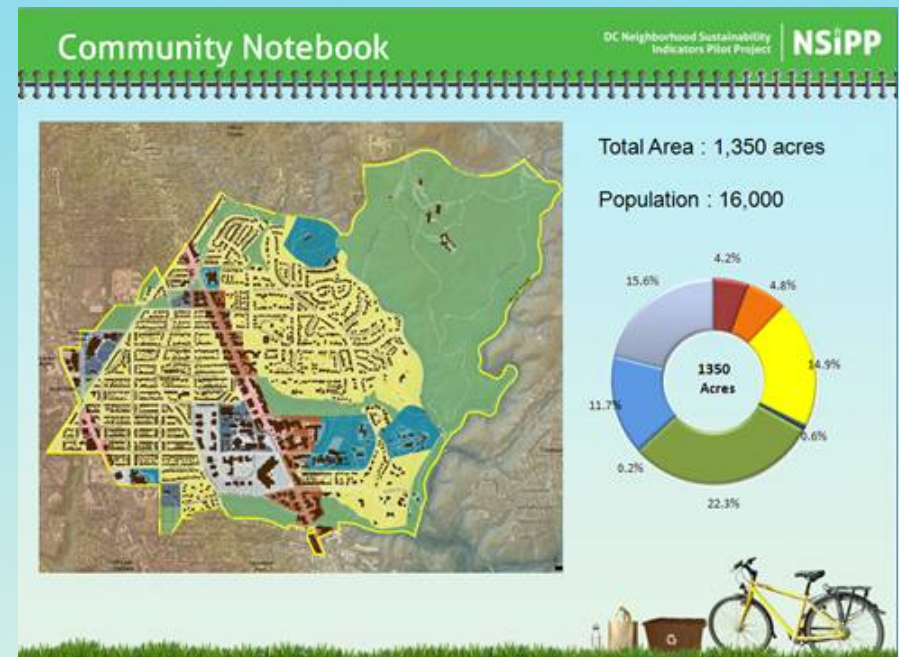 Community Notebook
DC Neighborhood Sustainability
Indicators Pilot Project
NSiPP
Total Area : 1,350 acres
Population : 16,000
4.2%
4.8%
14.9%
0.6%
22.3%
0.2%
11.7%
15.6%
1350
Acres